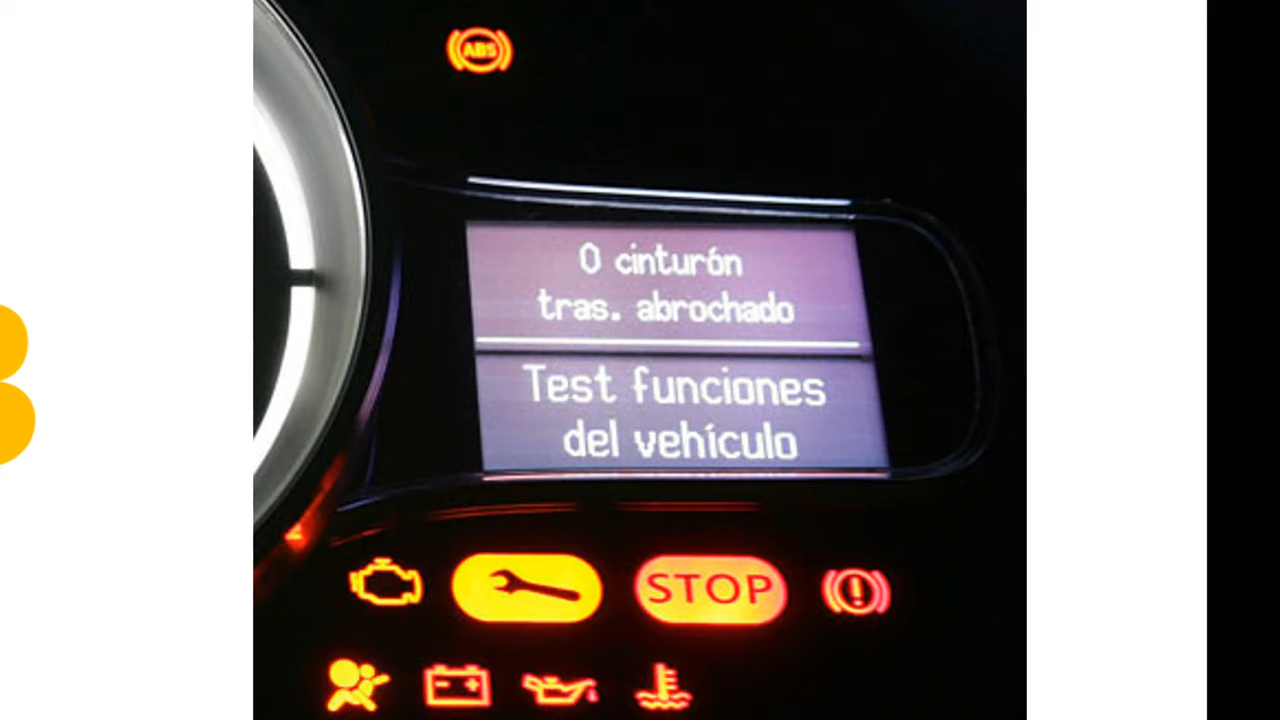 ABS
0 cinturón
tras. abrochado
Test funciones
del vehículo
STOP